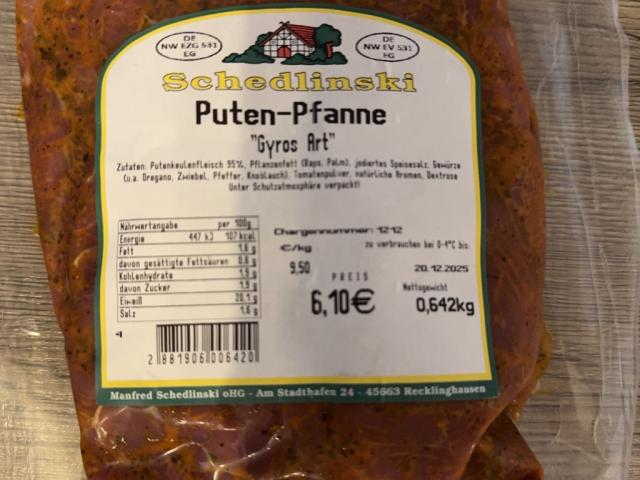 DE
NW EZG 531
EG
DE
NW EV 531
EG
Schedlinski
Puten-Pfanne
"Gyros Art"
Zutaten: Putenkeulenfleisch 95%, Pflanzenfett (Raps, Palm), jodiertes Speisesalz, Gewürze
(u.a. Oregano, Zwiebel, Pfeffer, Knoblauch), Tomatenpulver, natürliche Aromen, Dextrose
Unter Schutzatmosphäre verpackt!
Nährwertangabe per 100g
Energie 447 kJ 107 kcal
Fett 1,6 g
davon gesättigte Fettsäuren 0,6 g
Kohlenhydrate 1,9 g
davon Zucker 1,9 g
Eiweiß 20,1 g
Salz 1,6 g
Chargennummer: 1212
€/kg zu verbrauchen bei 0-4°C bis:
9,50 20.12.2025
PREIS Nettogewicht
6,10€ 0,642kg
4
2 881906 006420
Manfred Schedlinski oHG - Am Stadthafen 24 - 45663 Recklinghausen